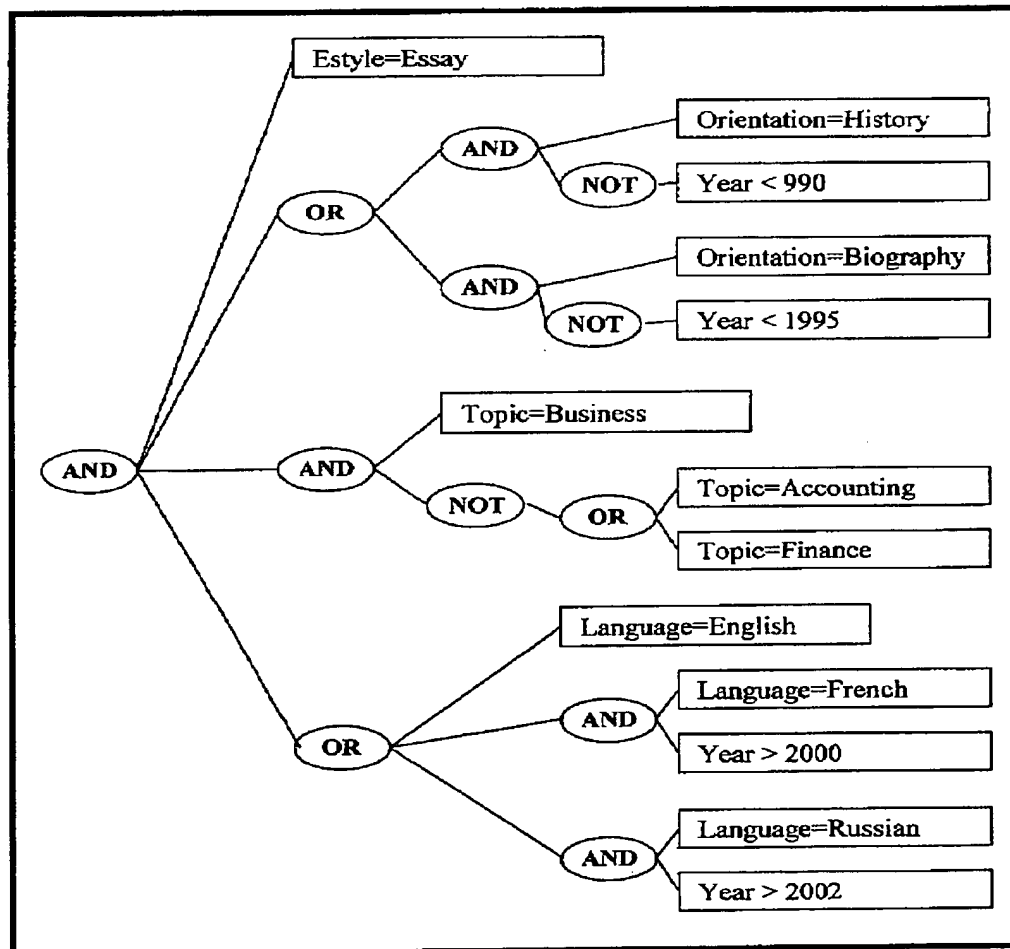 Estyle=Essay
Orientation=History
AND
NOT
Year < 990
OR
Orientation=Biography
AND
NOT
Year < 1995
Topic=Business
AND
AND
Topic=Accounting
NOT
OR
Topic=Finance
Language=English
Language=French
AND
OR
Year > 2000
Language=Russian
AND
Year > 2002